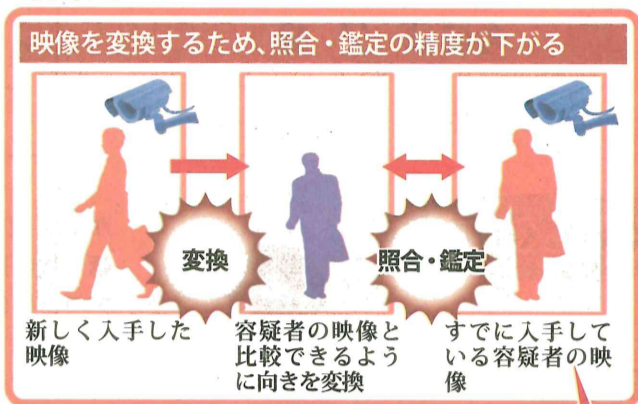 映像を変換するため、照合・鑑定の精度が下がる
変換
照合・鑑定
新しく入手した
映像
容疑者の映像と
比較できるよう
に向きを変換
すでに入手して
いる容疑者の映
像